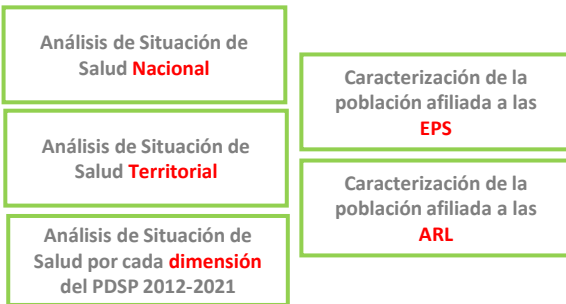 Análisis de Situación de
Salud Nacional
Análisis de Situación de
Salud Territorial
Análisis de Situación de
Salud por cada dimensión
del PDSP 2012-2021
Caracterización de la
población afiliada a las
EPS
Caracterización de la
población afiliada a las
ARL